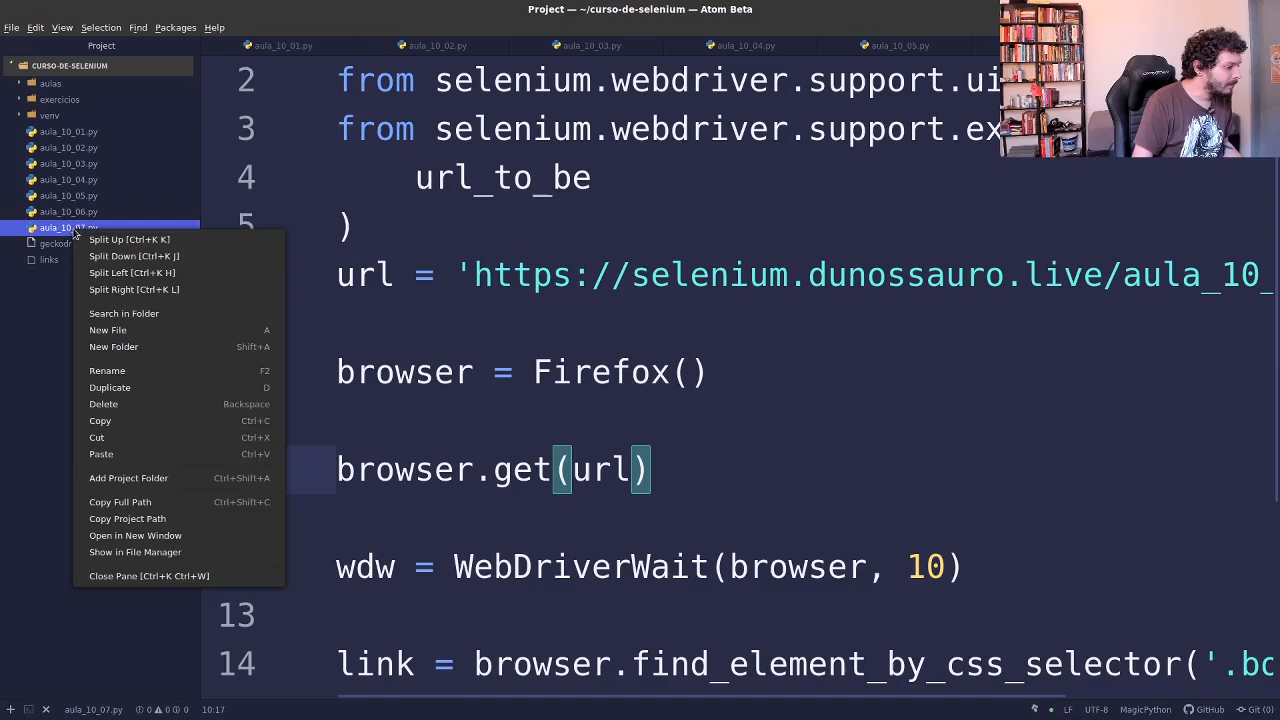 Project — ~/curso-de-selenium — Atom Beta
File Edit View Selection Find Packages Help
Project
aula_10_01.py aula_10_02.py aula_10_03.py aula_10_04.py aula_10_05.py
CURSO-DE-SELENIUM
aulas
exercicios
venv
aula_10_01.py
aula_10_02.py
aula_10_03.py
aula_10_04.py
aula_10_05.py
aula_10_06.py
aula_10_07.py
geckodr
links
Split Up [Ctrl+K K]
Split Down [Ctrl+K J]
Split Left [Ctrl+K H]
Split Right [Ctrl+K L]
Search in Folder
New File A
New Folder Shift+A
Rename F2
Duplicate D
Delete Backspace
Copy Ctrl+C
Cut Ctrl+X
Paste Ctrl+V
Add Project Folder Ctrl+Shift+A
Copy Full Path Ctrl+Shift+C
Copy Project Path
Open in New Window
Show in File Manager
Close Pane [Ctrl+K Ctrl+W]
2 from selenium.webdriver.support.ui
3 from selenium.webdriver.support.ex
4 url_to_be
5 )
url = 'https://selenium.dunossauro.live/aula_10_
browser = Firefox()
browser.get(url)
wdw = WebDriverWait(browser, 10)
13
14 link = browser.find_element_by_css_selector('.bo
aula_10_07.py 0 0 0 10:17 LF UTF-8 MagicPython GitHub Git (0)